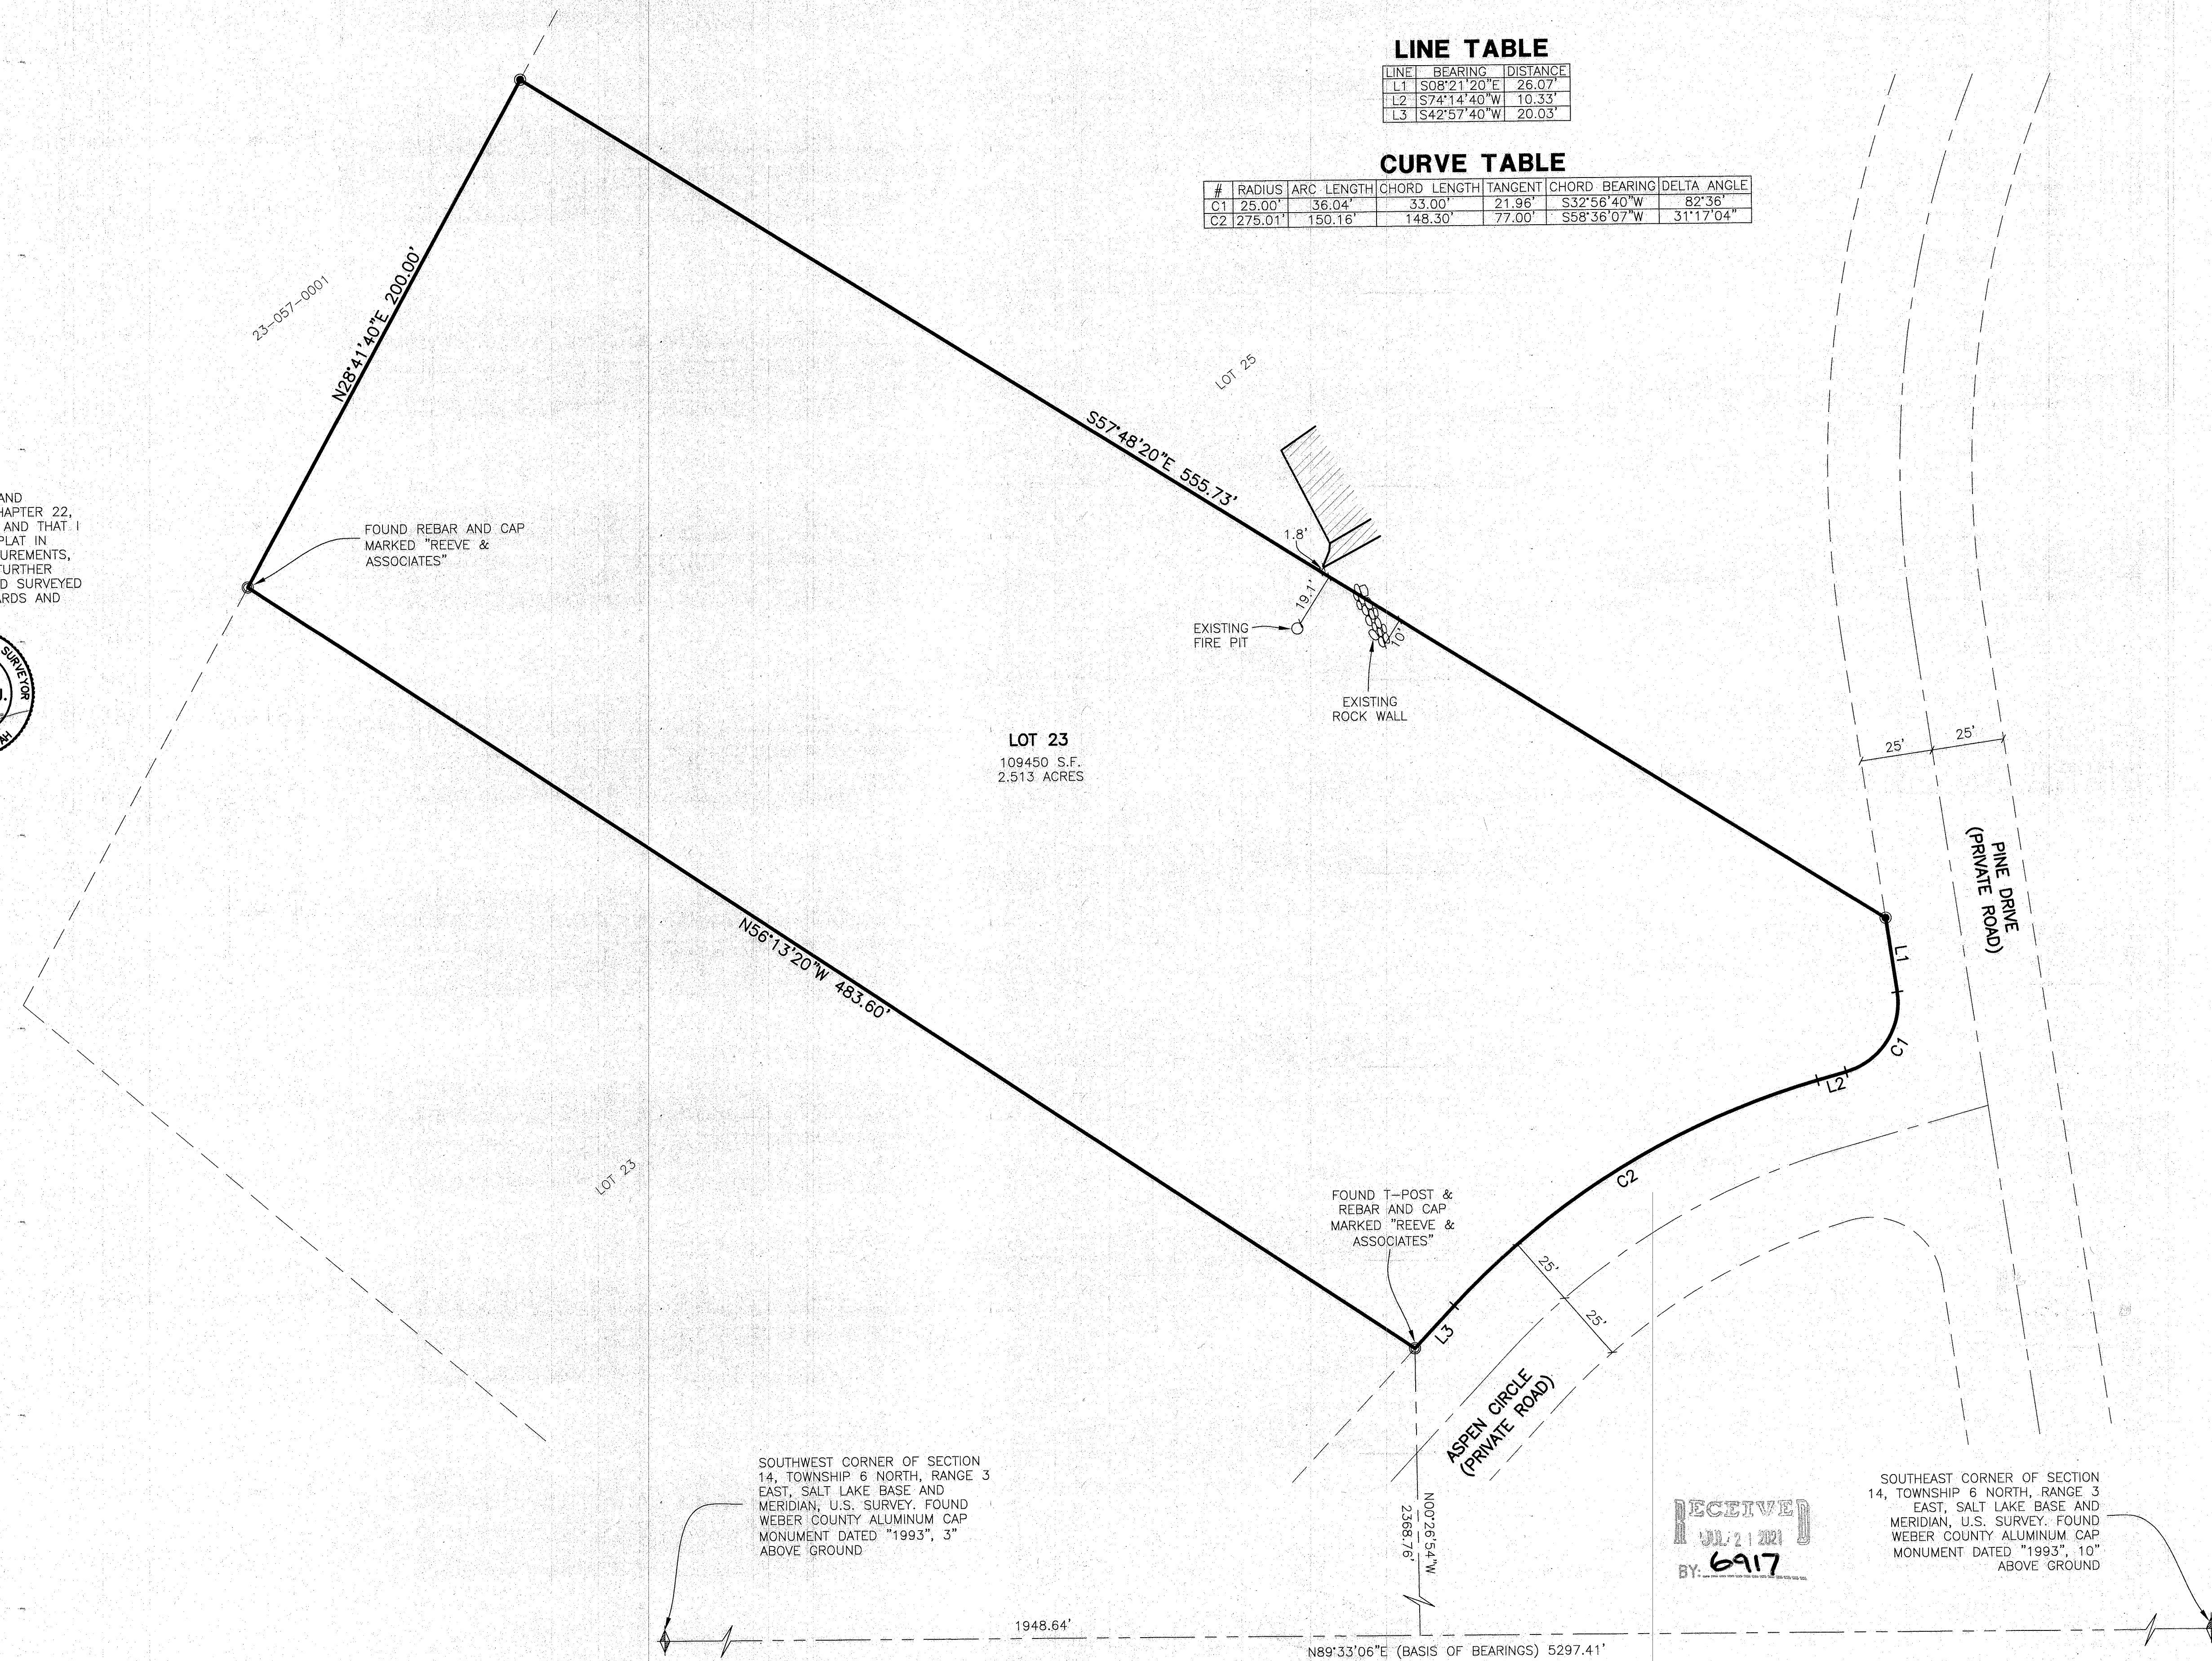 LINE TABLE
LINE BEARING DISTANCE
L1 S08°21'20"E 26.07'
L2 S74°14'40"W 10.33'
L3 S42°57'40"W 20.03'
CURVE TABLE
# RADIUS ARC LENGTH CHORD LENGTH TANGENT CHORD BEARING DELTA ANGLE
C1 25.00' 36.04' 33.00' 21.96' S32°56'40"W 82°36'
C2 275.01' 150.16' 148.30' 77.00' S58°36'07"W 31°17'04"
N28°41'40"E 200.00'
23-057-0001
LOT 25
S57°48'20"E 555.73'
AND
HAPTER 22,
AND THAT I
PLAT IN
UREMENTS,
FURTHER
D SURVEYED
ARDS AND
SURVEYOR
FOUND REBAR AND CAP
MARKED "REEVE &
ASSOCIATES"
1.8'
19.1'
10'
EXISTING
FIRE PIT
EXISTING
ROCK WALL
LOT 23
109450 S.F.
2.513 ACRES
25'
25'
PINE DRIVE
(PRIVATE ROAD)
N56°13'20"W 483.60'
L1
C1
L2
C2
L3
LOT 23
FOUND T-POST &
REBAR AND CAP
MARKED "REEVE &
ASSOCIATES"
25'
25'
ASPEN CIRCLE
(PRIVATE ROAD)
SOUTHWEST CORNER OF SECTION
14, TOWNSHIP 6 NORTH, RANGE 3
EAST, SALT LAKE BASE AND
MERIDIAN, U.S. SURVEY. FOUND
WEBER COUNTY ALUMINUM CAP
MONUMENT DATED "1993", 3"
ABOVE GROUND
N00°26'54"W
2368.76'
RECEIVED
JUL 21 2021
BY: 6917
SOUTHEAST CORNER OF SECTION
14, TOWNSHIP 6 NORTH, RANGE 3
EAST, SALT LAKE BASE AND
MERIDIAN, U.S. SURVEY. FOUND
WEBER COUNTY ALUMINUM CAP
MONUMENT DATED "1993", 10"
ABOVE GROUND
1948.64'
N89°33'06"E (BASIS OF BEARINGS) 5297.41'